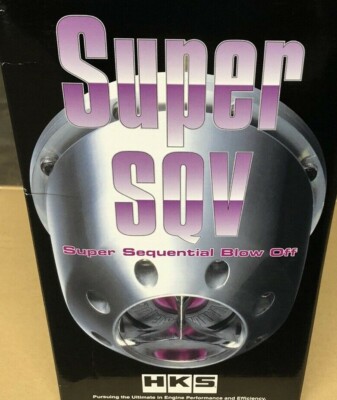 Super
SQV
Super Sequential Blow Off
HKS
Pursuing the Ultimate in Engine Performance and Efficiency.